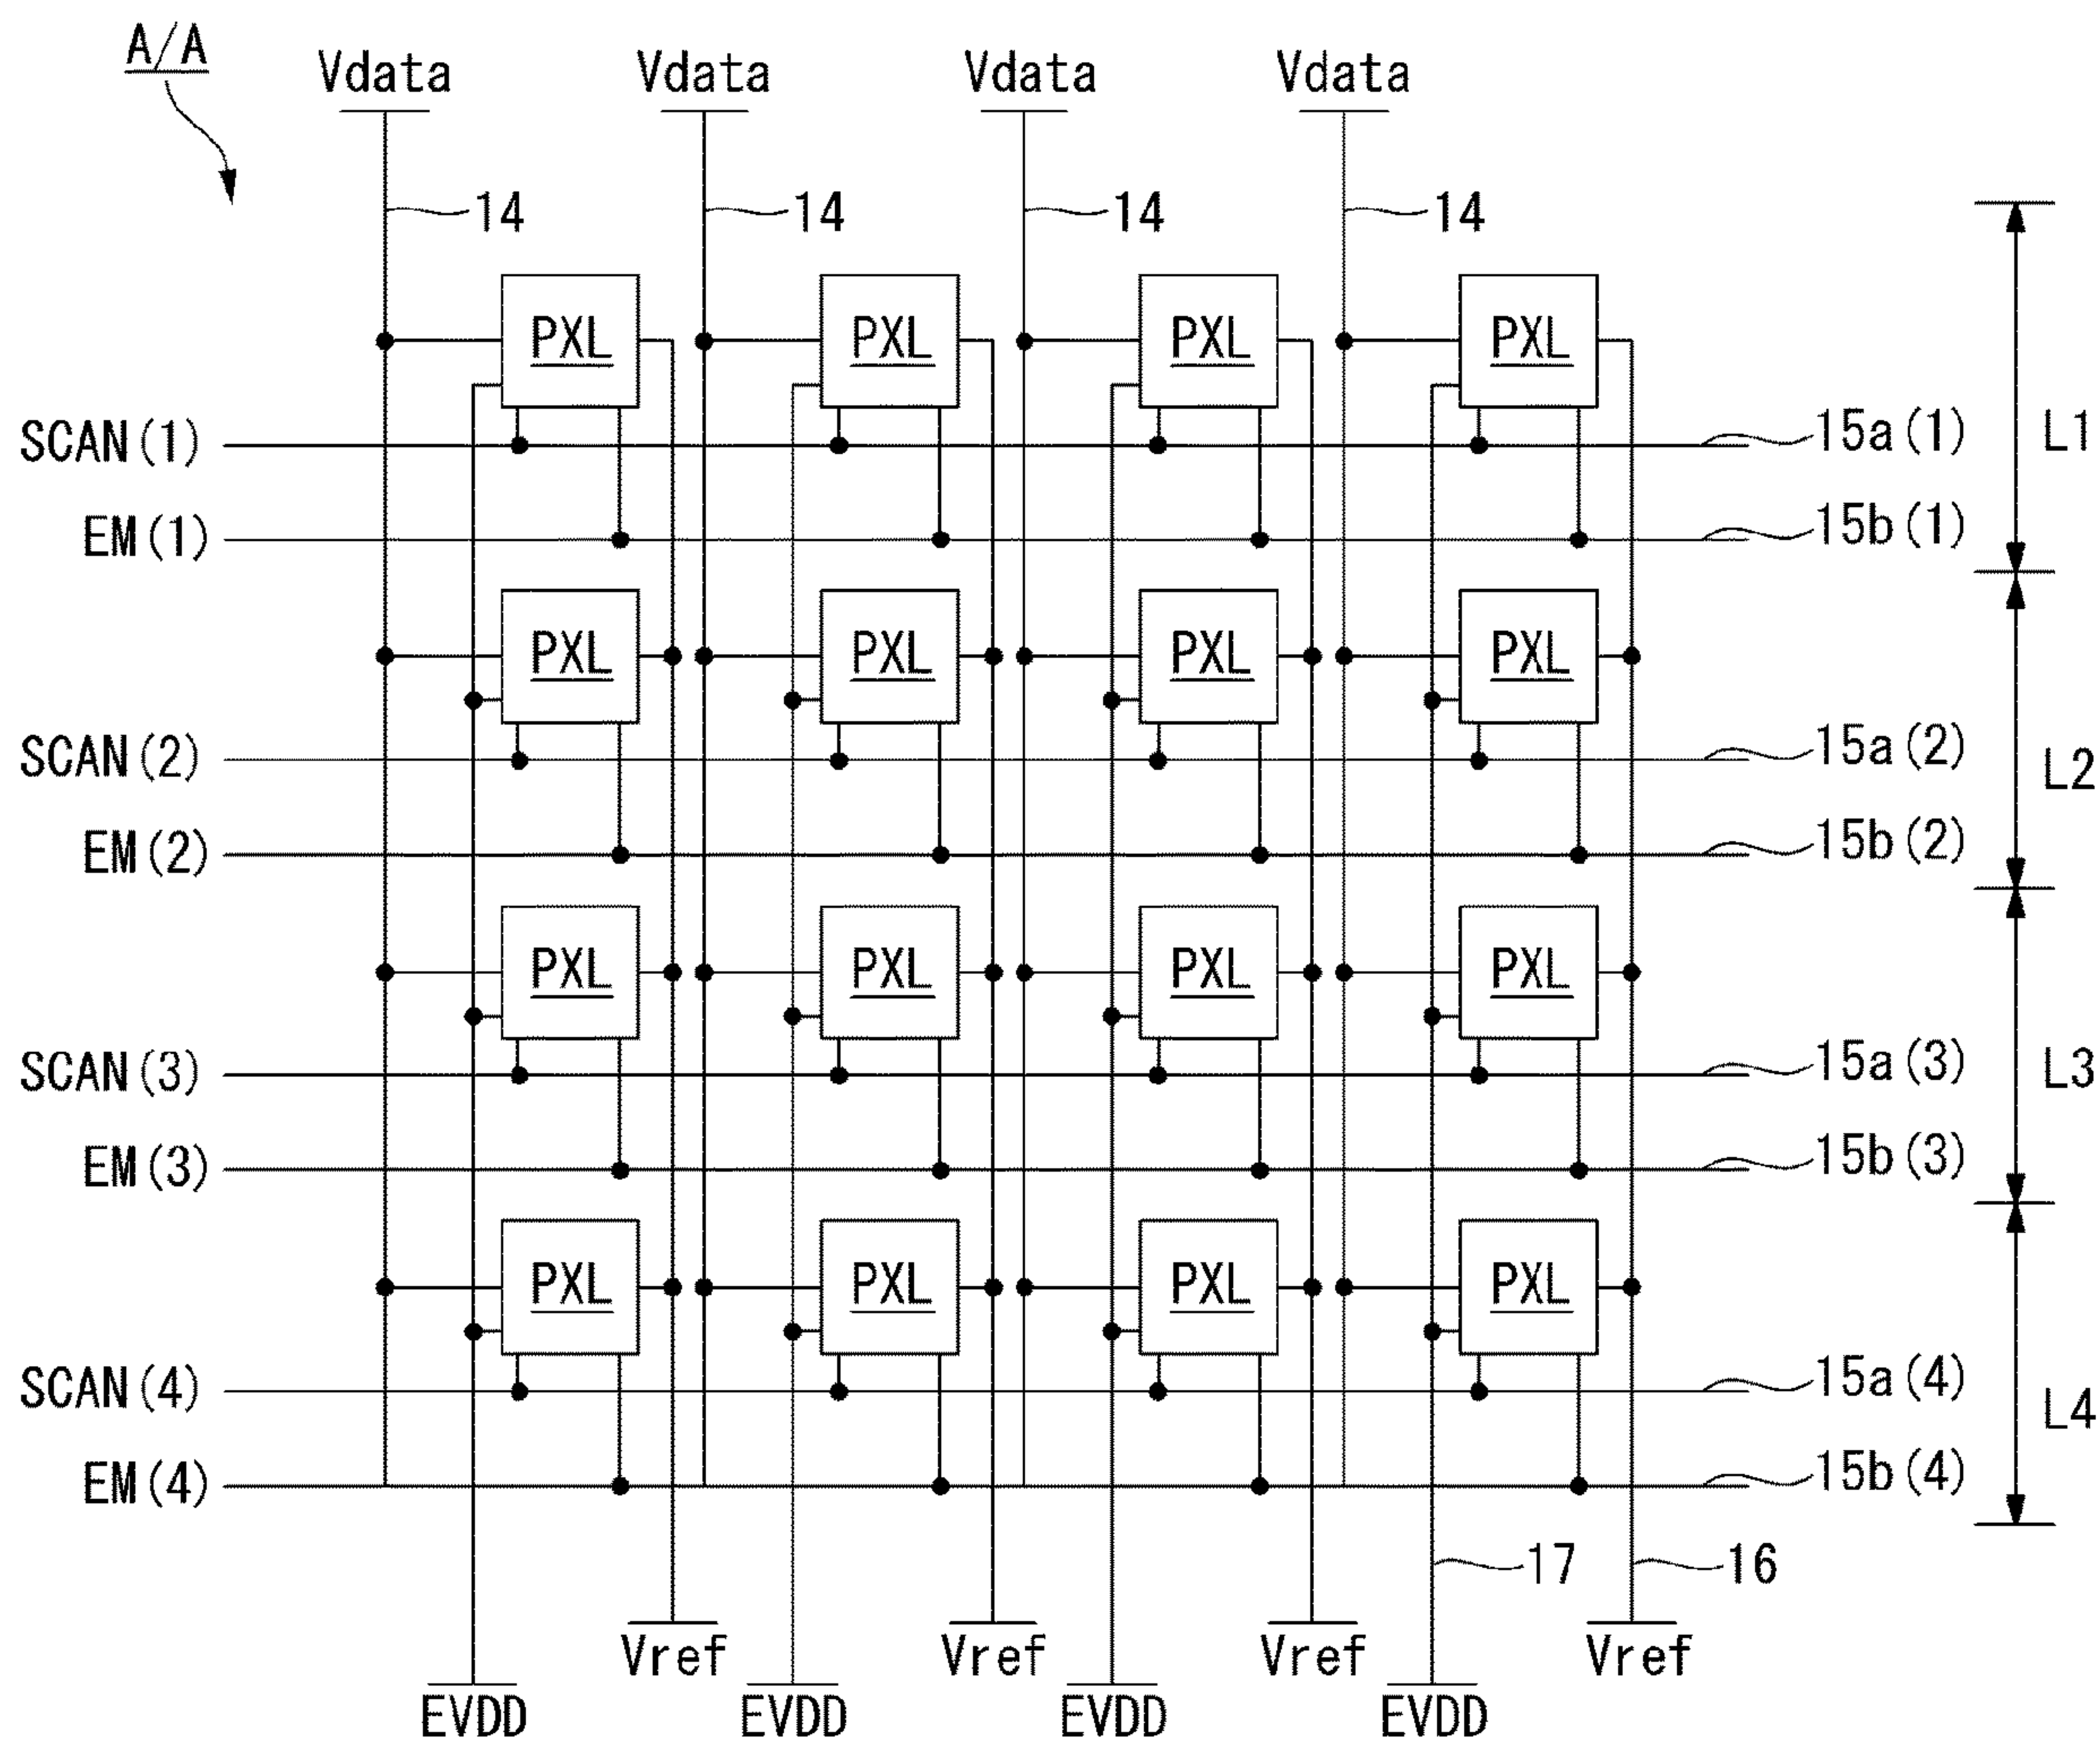 A/A
Vdata Vdata Vdata Vdata
14 14 14 14
PXL PXL PXL PXL
SCAN(1) 15a(1) L1
EM(1) 15b(1)
PXL PXL PXL PXL
SCAN(2) 15a(2) L2
EM(2) 15b(2)
PXL PXL PXL PXL
SCAN(3) 15a(3) L3
EM(3) 15b(3)
PXL PXL PXL PXL
SCAN(4) 15a(4) L4
EM(4) 15b(4)
17 16
Vref Vref Vref Vref
EVDD EVDD EVDD EVDD